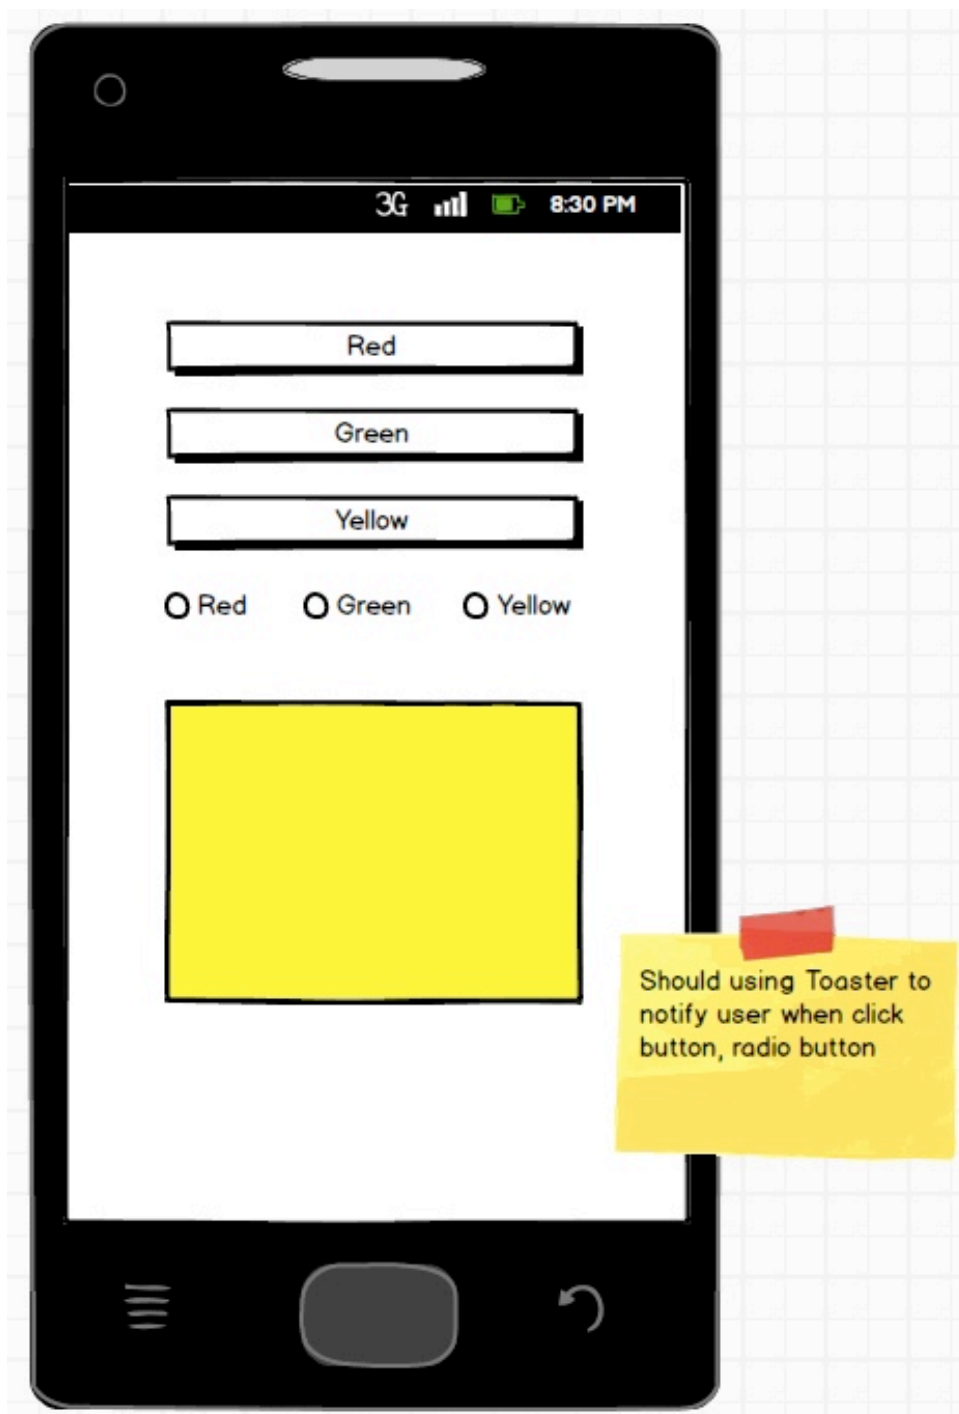 3G 8:30 PM
Red
Green
Yellow
Red Green Yellow
Should using Toaster to
notify user when click
button, radio button